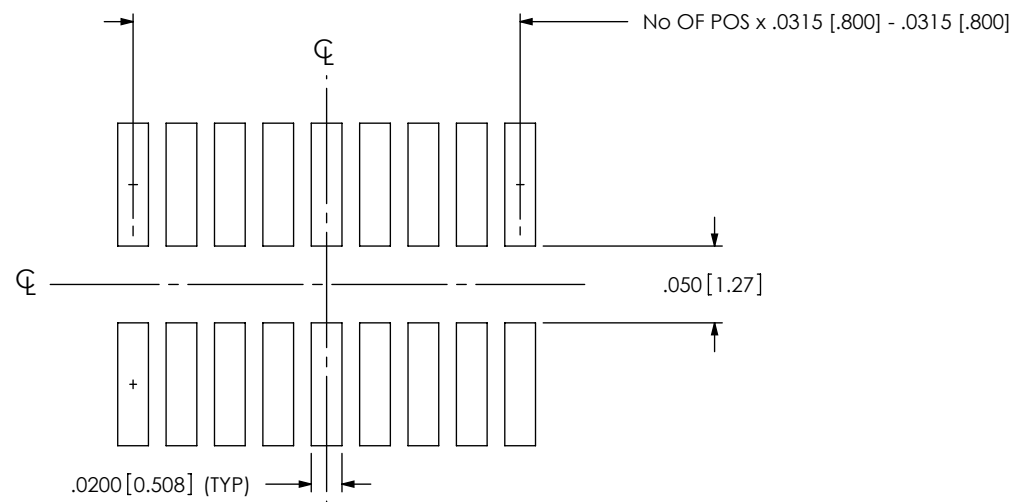 No OF POS x .0315 [.800] - .0315 [.800]
℄
℄
.050 [1.27]
.0200 [0.508] (TYP)